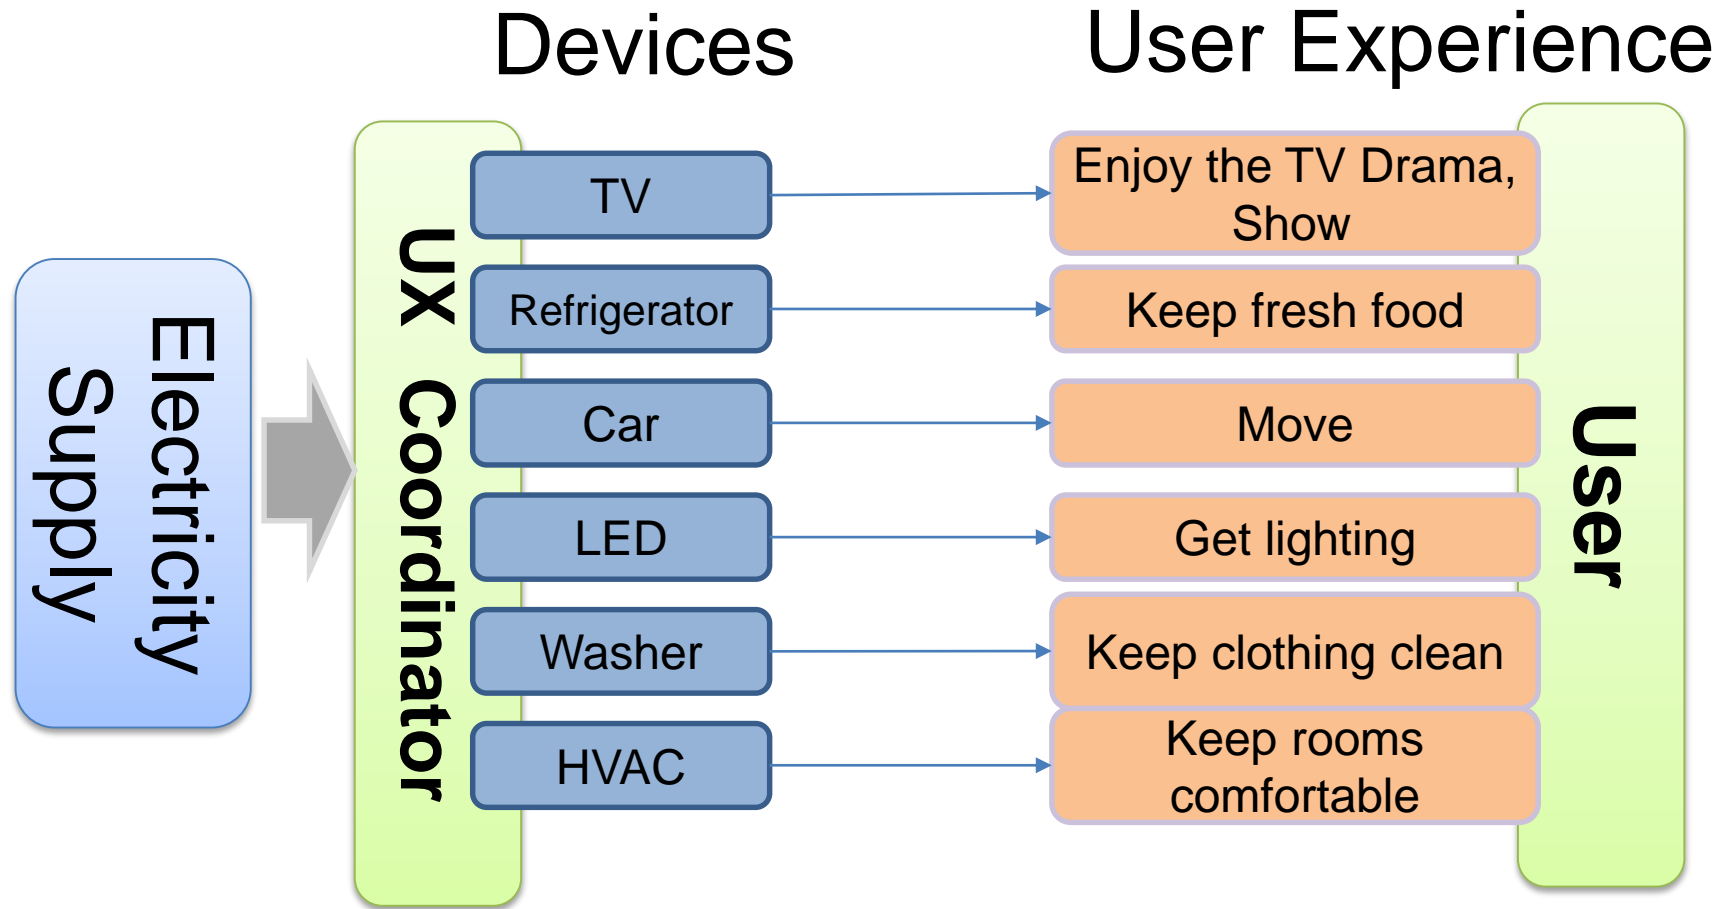 Devices
User Experience
Electricity
Supply
UX Coordinator
TV
Enjoy the TV Drama,
Show
Refrigerator
Keep fresh food
Car
Move
LED
Get lighting
Washer
Keep clothing clean
HVAC
Keep rooms
comfortable
User